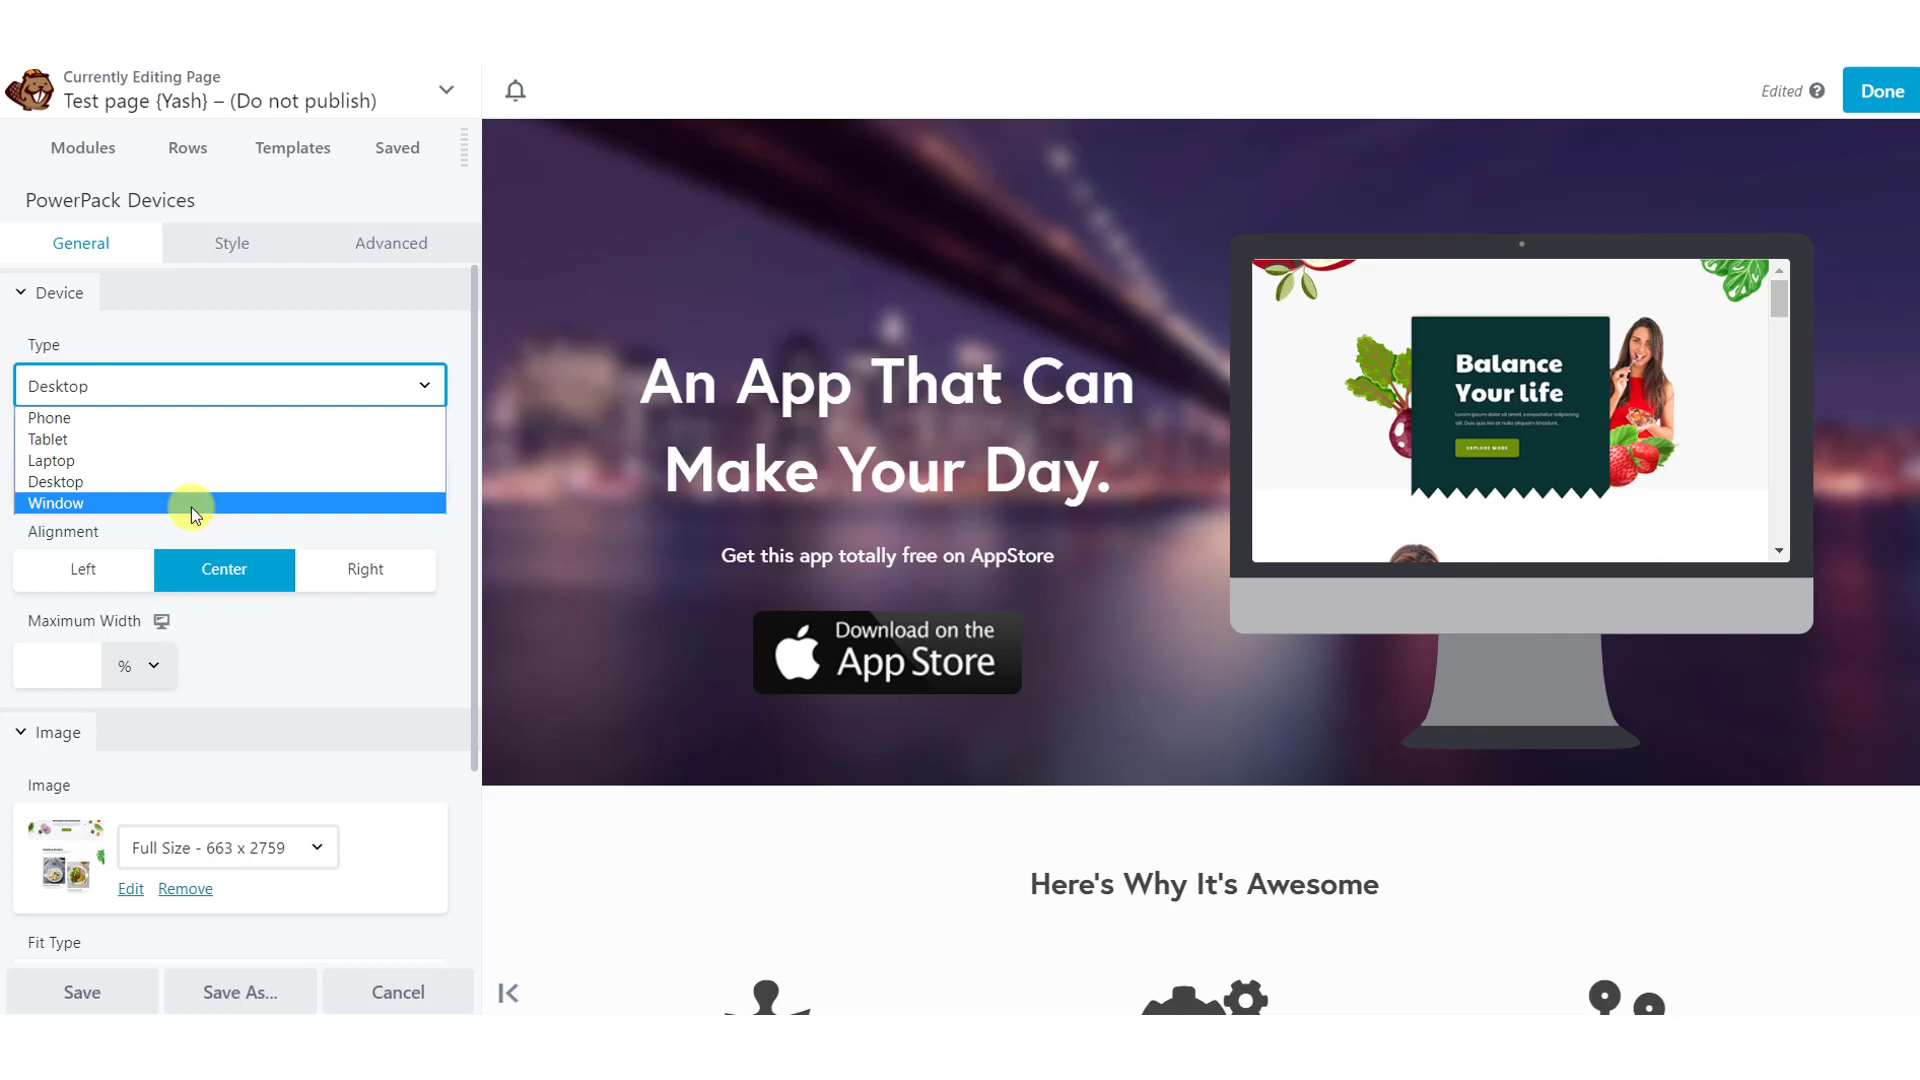 Currently Editing Page
Test page {Yash} – (Do not publish)
Edited
Done
Modules
Rows
Templates
Saved
PowerPack Devices
General
Style
Advanced
Device
Type
Desktop
Phone
Tablet
Laptop
Desktop
Window
Alignment
Left
Center
Right
Maximum Width
%
Image
Image
Full Size - 663 x 2759
Edit
Remove
Fit Type
Save
Save As...
Cancel
An App That Can
Make Your Day.
Get this app totally free on AppStore
Download on the
App Store
Balance
Your life
EXPLORE MORE
Here's Why It's Awesome